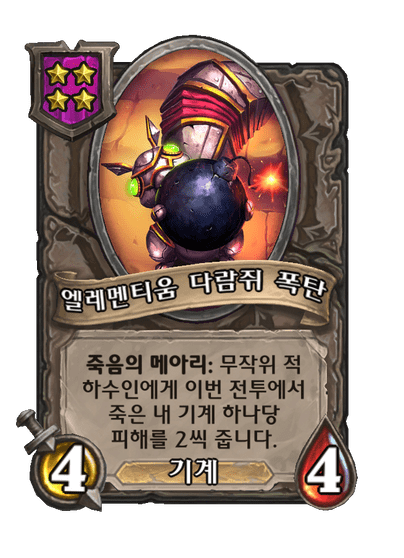 엘레멘티움 다람쥐 폭탄
죽음의 메아리: 무작위 적
하수인에게 이번 전투에서
죽은 내 기계 하나당
피해를 2씩 줍니다.
4
기계
4